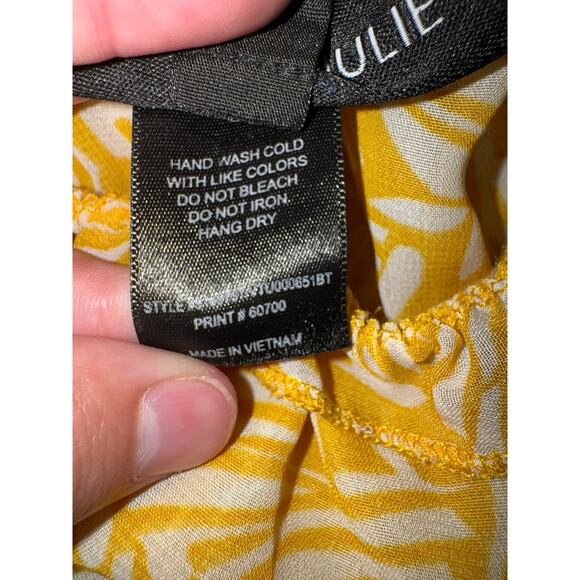 ULIE
HAND WASH COLD
WITH LIKE COLORS
DO NOT BLEACH
DO NOT IRON.
HANG DRY
STYLE
PRINT # 60700
MADE IN VIETNAM